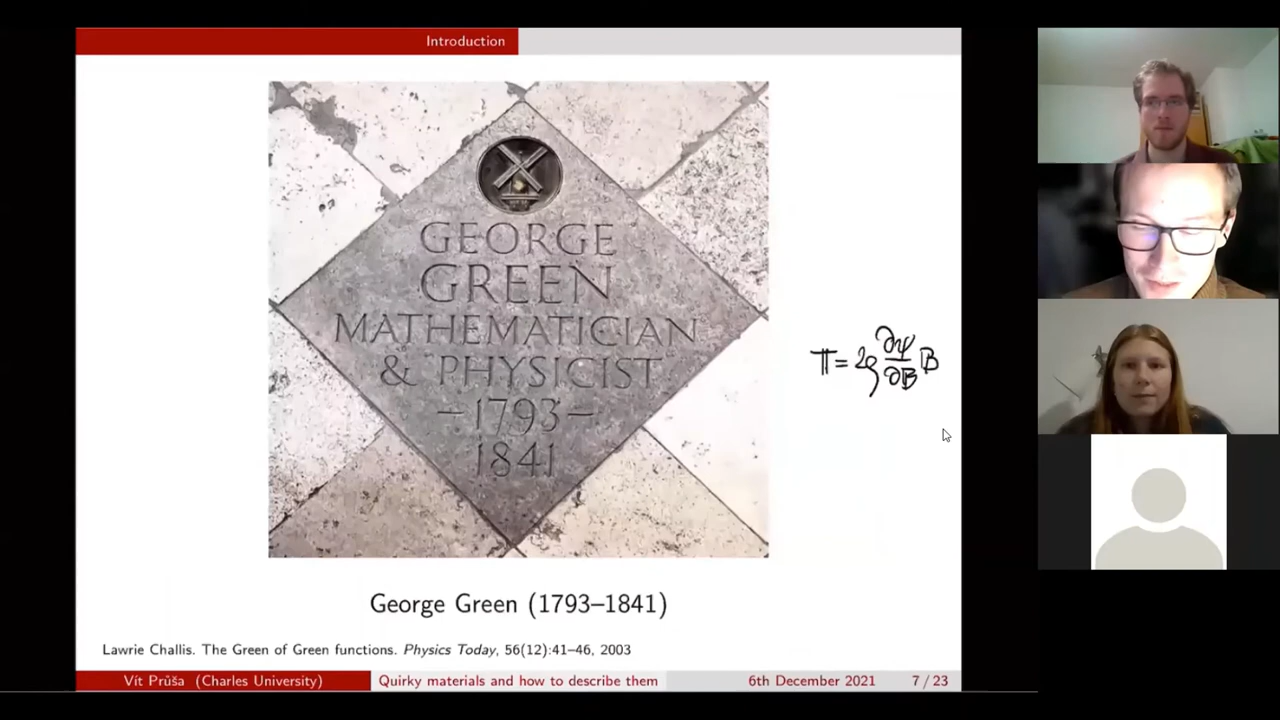 Introduction
GEORGE
GREEN
MATHEMATICIAN
& PHYSICIST
-1793-
1841
𝕋 = 2ρ ∂ψ/∂𝔹 𝔹
George Green (1793–1841)
Lawrie Challis. The Green of Green functions. Physics Today, 56(12):41–46, 2003
Vít Průša (Charles University) Quirky materials and how to describe them 6th December 2021 7 / 23